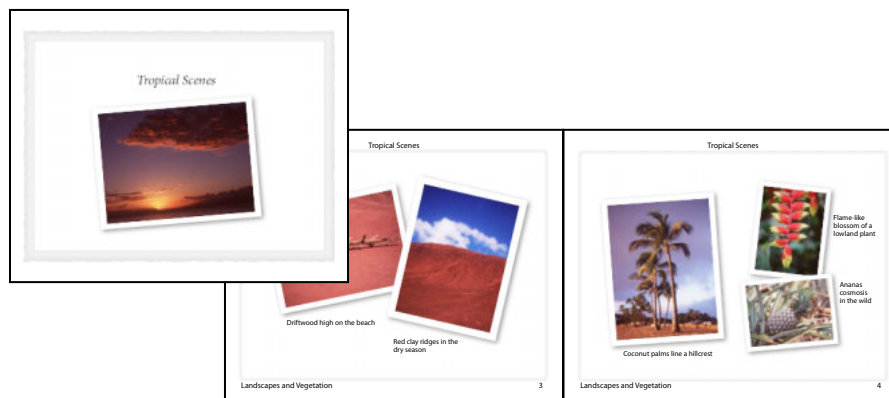 Tropical Scenes
Tropical Scenes
Driftwood high on the beach
Red clay ridges in the
dry season
Landscapes and Vegetation
3
Tropical Scenes
Flame-like
blossom of a
lowland plant
Ananas
cosmosis
in the wild
Coconut palms line a hillcrest
Landscapes and Vegetation
4